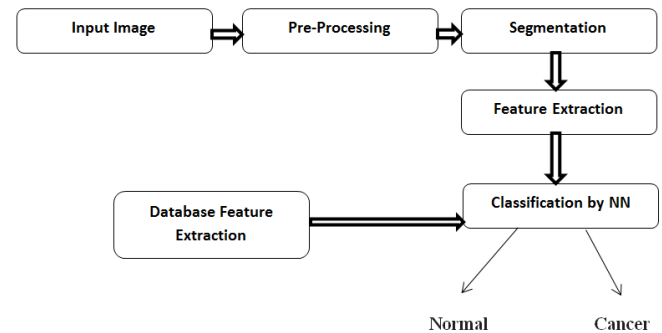 Input Image
Pre-Processing
Segmentation
Feature Extraction
Classification by NN
Database Feature
Extraction
Normal
Cancer